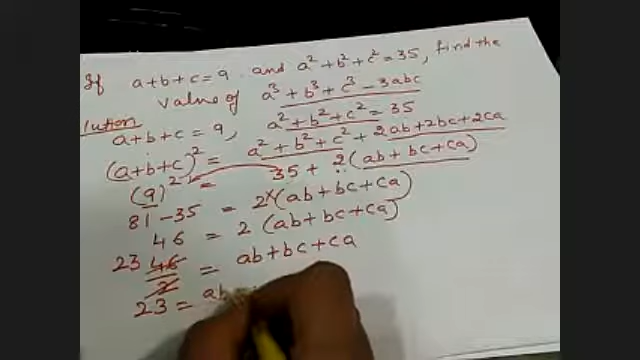 If a+b+c=9 and a²+b²+c²=35, find the
value of a³+b³+c³-3abc
lution a+b+c=9, a²+b²+c²=35
(a+b+c)² = a²+b²+c²+2ab+2bc+2ca
(9)² = 35+2(ab+bc+ca)
81-35 = 2×(ab+bc+ca)
46 = 2(ab+bc+ca)
23 46/2 = ab+bc+ca
23 = ab